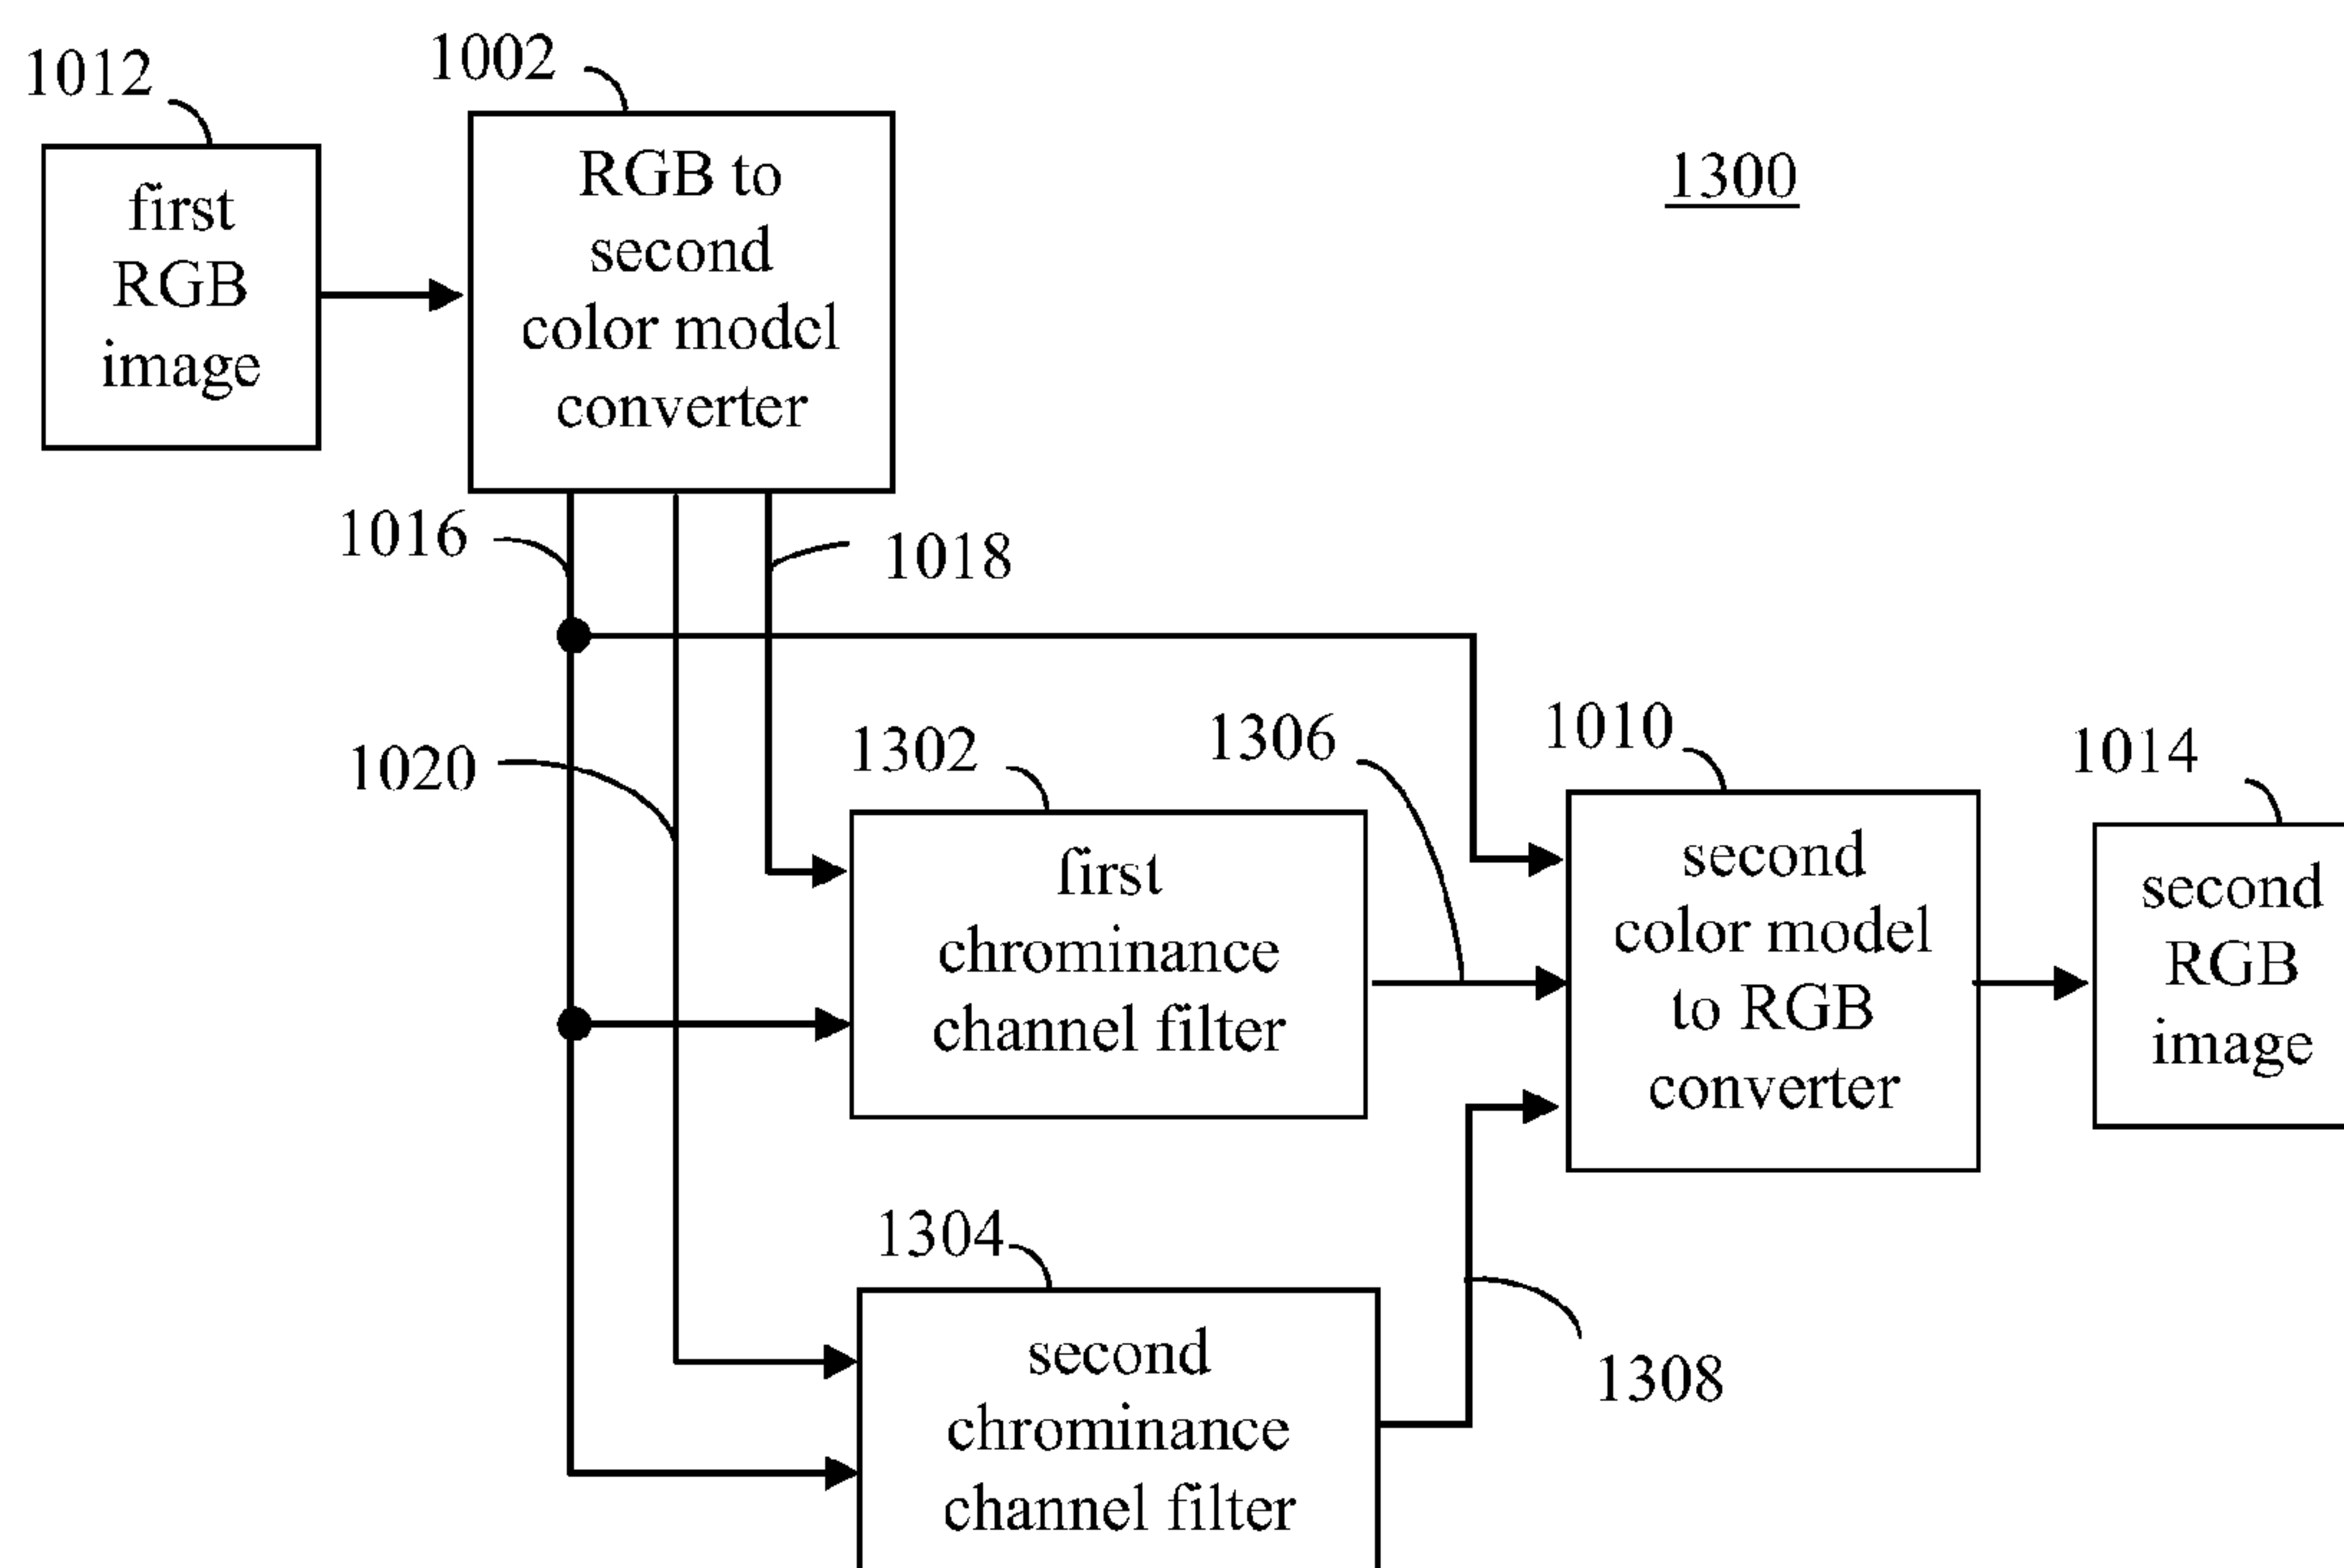 1012
1002
1300
first
RGB
image
RGB to
second
color model
converter
1016
1018
1020
1302
1306
1010
1014
first
chrominance
channel filter
second
color model
to RGB
converter
second
RGB
image
1304
second
chrominance
channel filter
1308